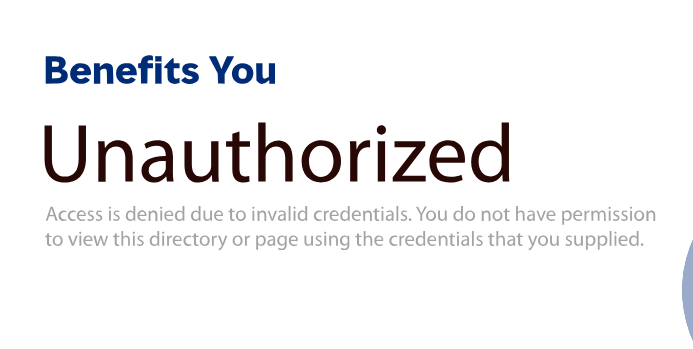 Benefits You
Unauthorized
Access is denied due to invalid credentials. You do not have permission
to view this directory or page using the credentials that you supplied.